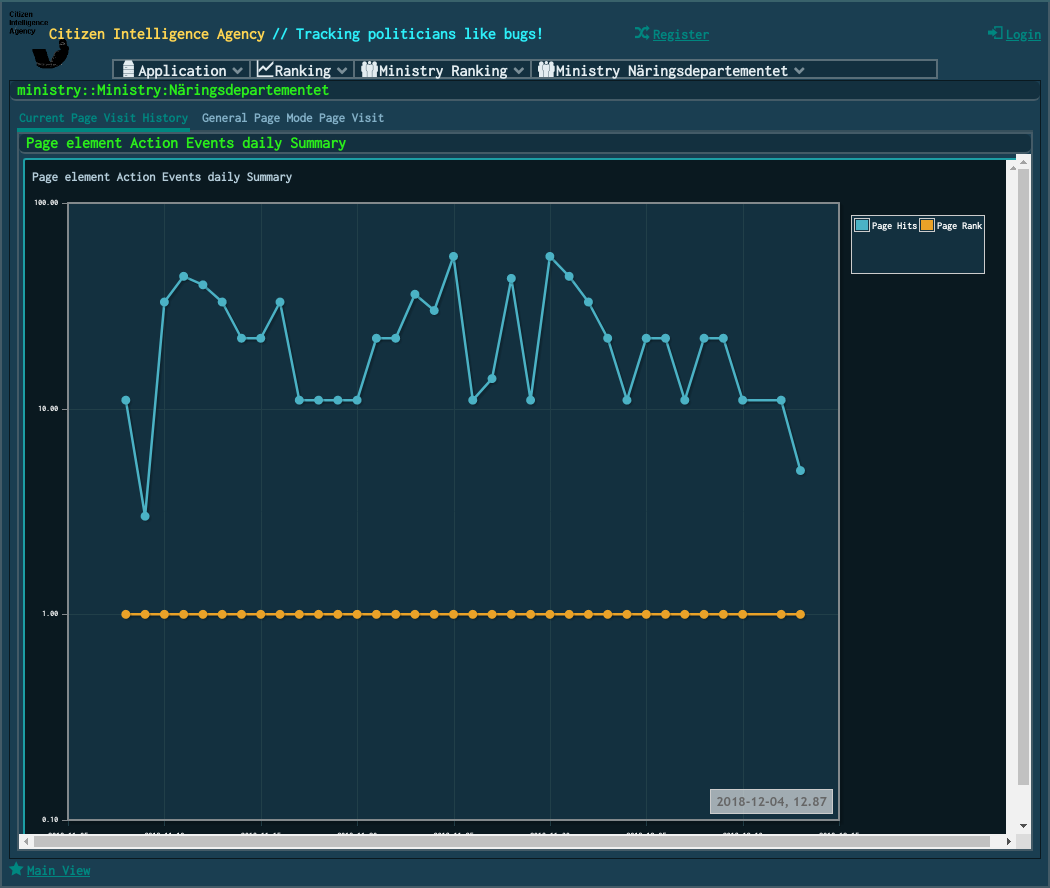 Citizen
Intelligence
Agency
Citizen Intelligence Agency // Tracking politicians like bugs!
Register
Login
Application
Ranking
Ministry Ranking
Ministry Näringsdepartementet
ministry::Ministry:Näringsdepartementet
Current Page Visit History
General Page Mode Page Visit
Page element Action Events daily Summary
Page element Action Events daily Summary
100.00
Page Hits
Page Rank
10.00
1.00
2018-12-04, 12.87
0.10
Main View